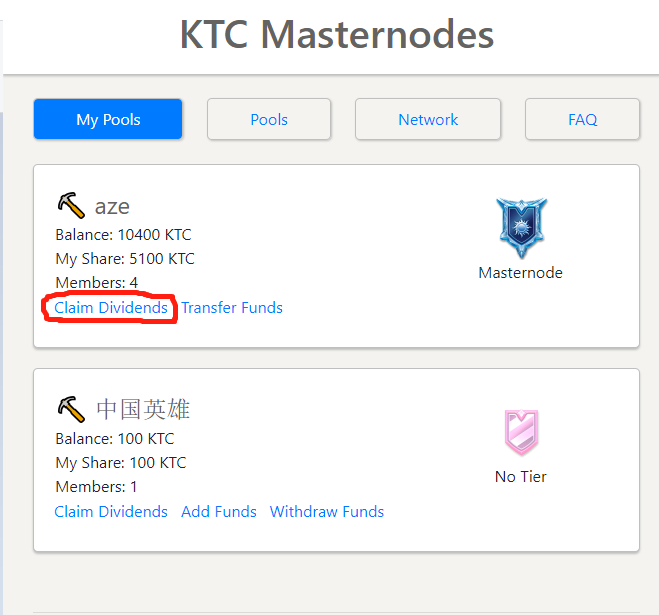 KTC Masternodes
My Pools Pools Network FAQ
aze
Balance: 10400 KTC
My Share: 5100 KTC
Members: 4
Claim Dividends Transfer Funds
Masternode
中国英雄
Balance: 100 KTC
My Share: 100 KTC
Members: 1
Claim Dividends Add Funds Withdraw Funds
No Tier